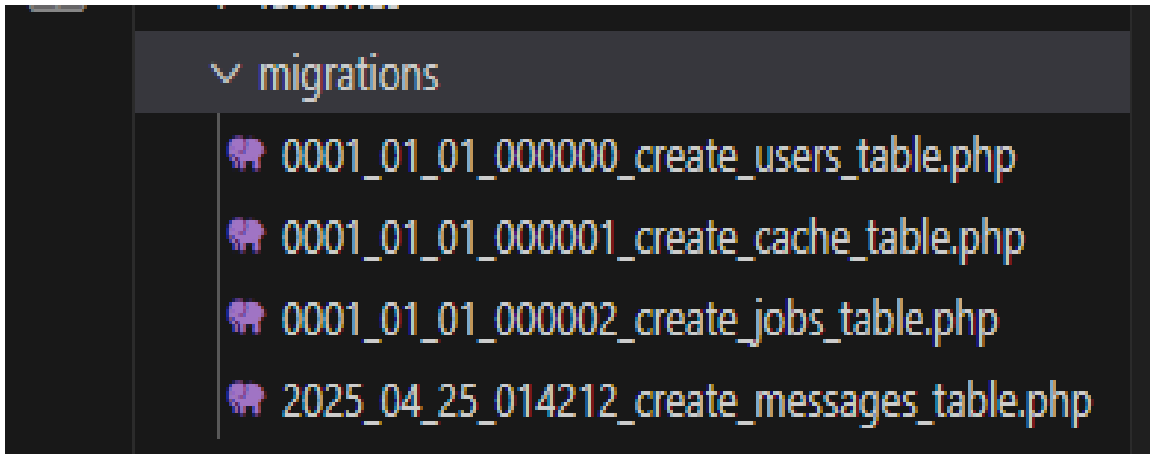 migrations
0001_01_01_000000_create_users_table.php
0001_01_01_000001_create_cache_table.php
0001_01_01_000002_create_jobs_table.php
2025_04_25_014212_create_messages_table.php